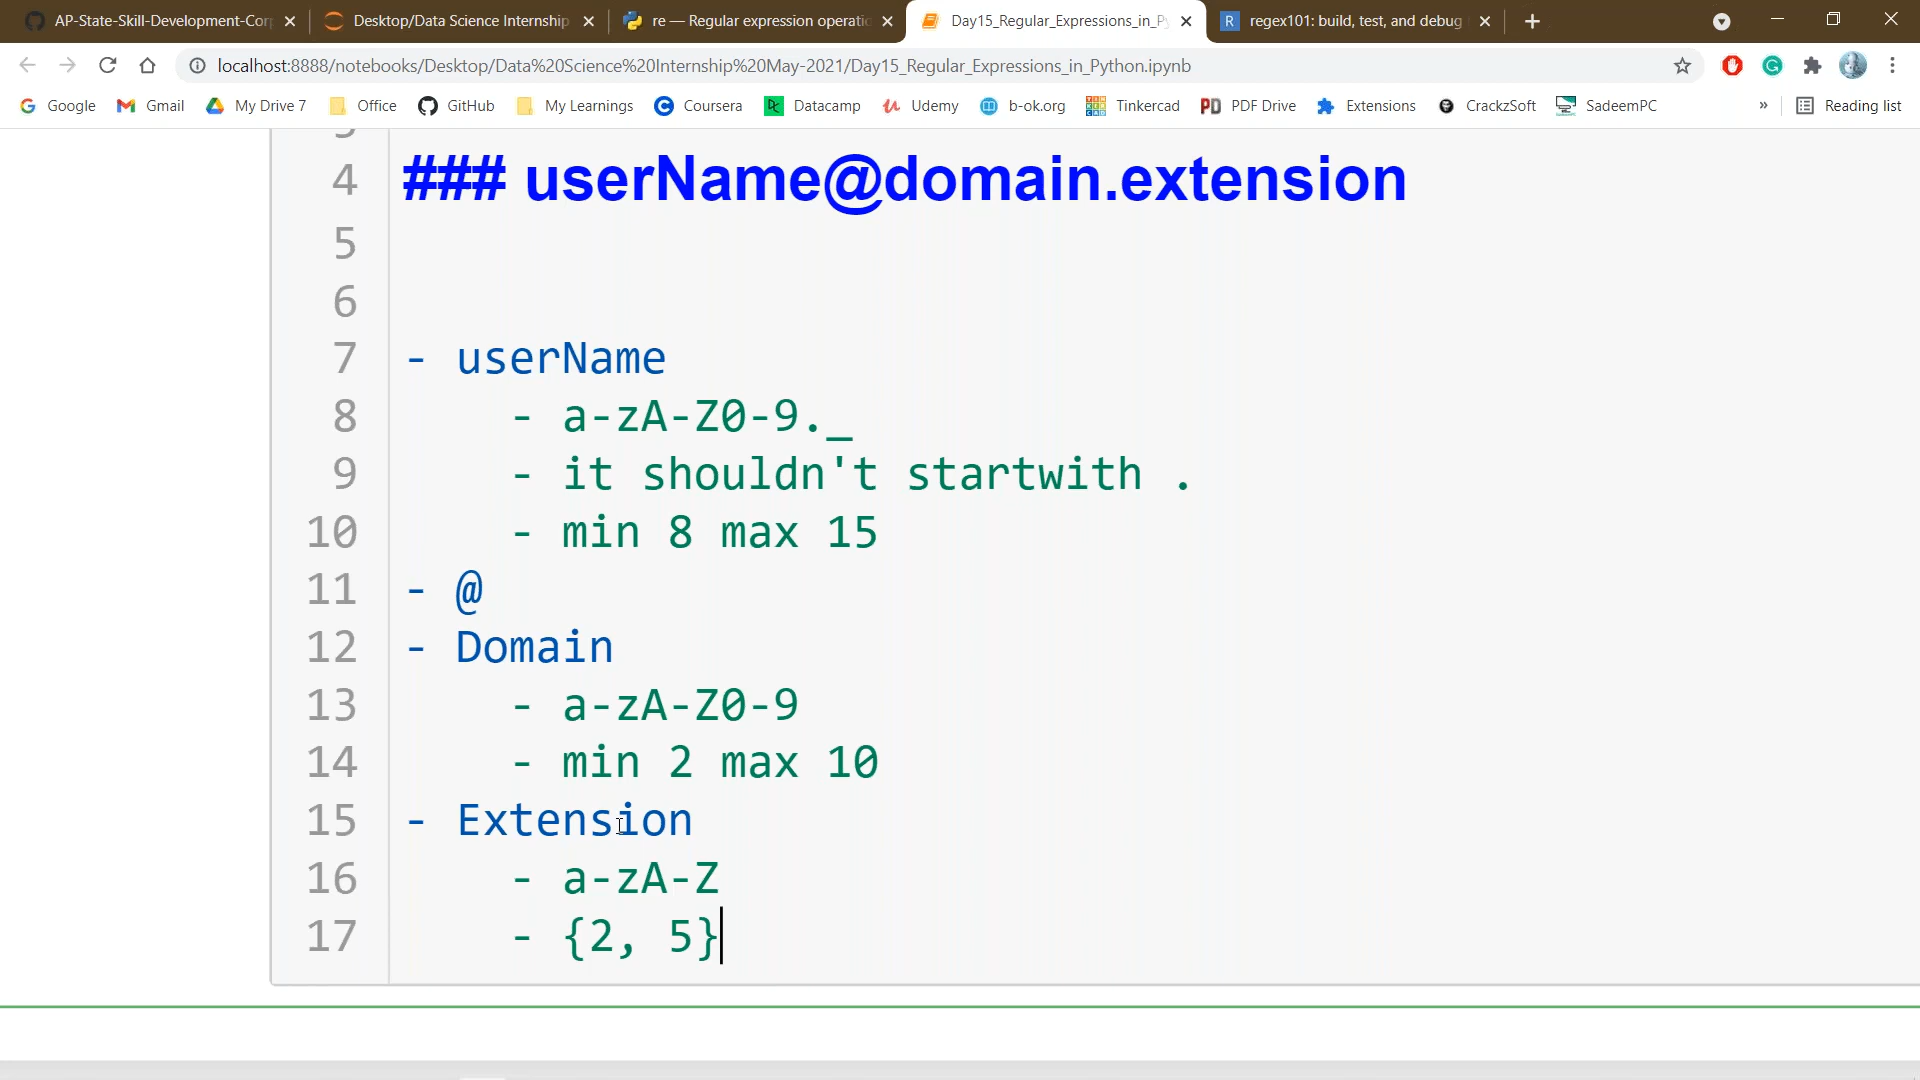 AP-State-Skill-Development-Corp
Desktop/Data Science Internship
re — Regular expression operatio
Day15_Regular_Expressions_in_Py
regex101: build, test, and debug
localhost:8888/notebooks/Desktop/Data%20Science%20Internship%20May-2021/Day15_Regular_Expressions_in_Python.ipynb
Google Gmail My Drive 7 Office GitHub My Learnings Coursera Datacamp Udemy b-ok.org Tinkercad PDF Drive Extensions CrackzSoft SadeemPC » Reading list
4 ### userName@domain.extension
5
6
7 - userName
8 - a-zA-Z0-9._
9 - it shouldn't startwith .
10 - min 8 max 15
11 - @
12 - Domain
13 - a-zA-Z0-9
14 - min 2 max 10
15 - Extension
16 - a-zA-Z
17 - {2, 5}